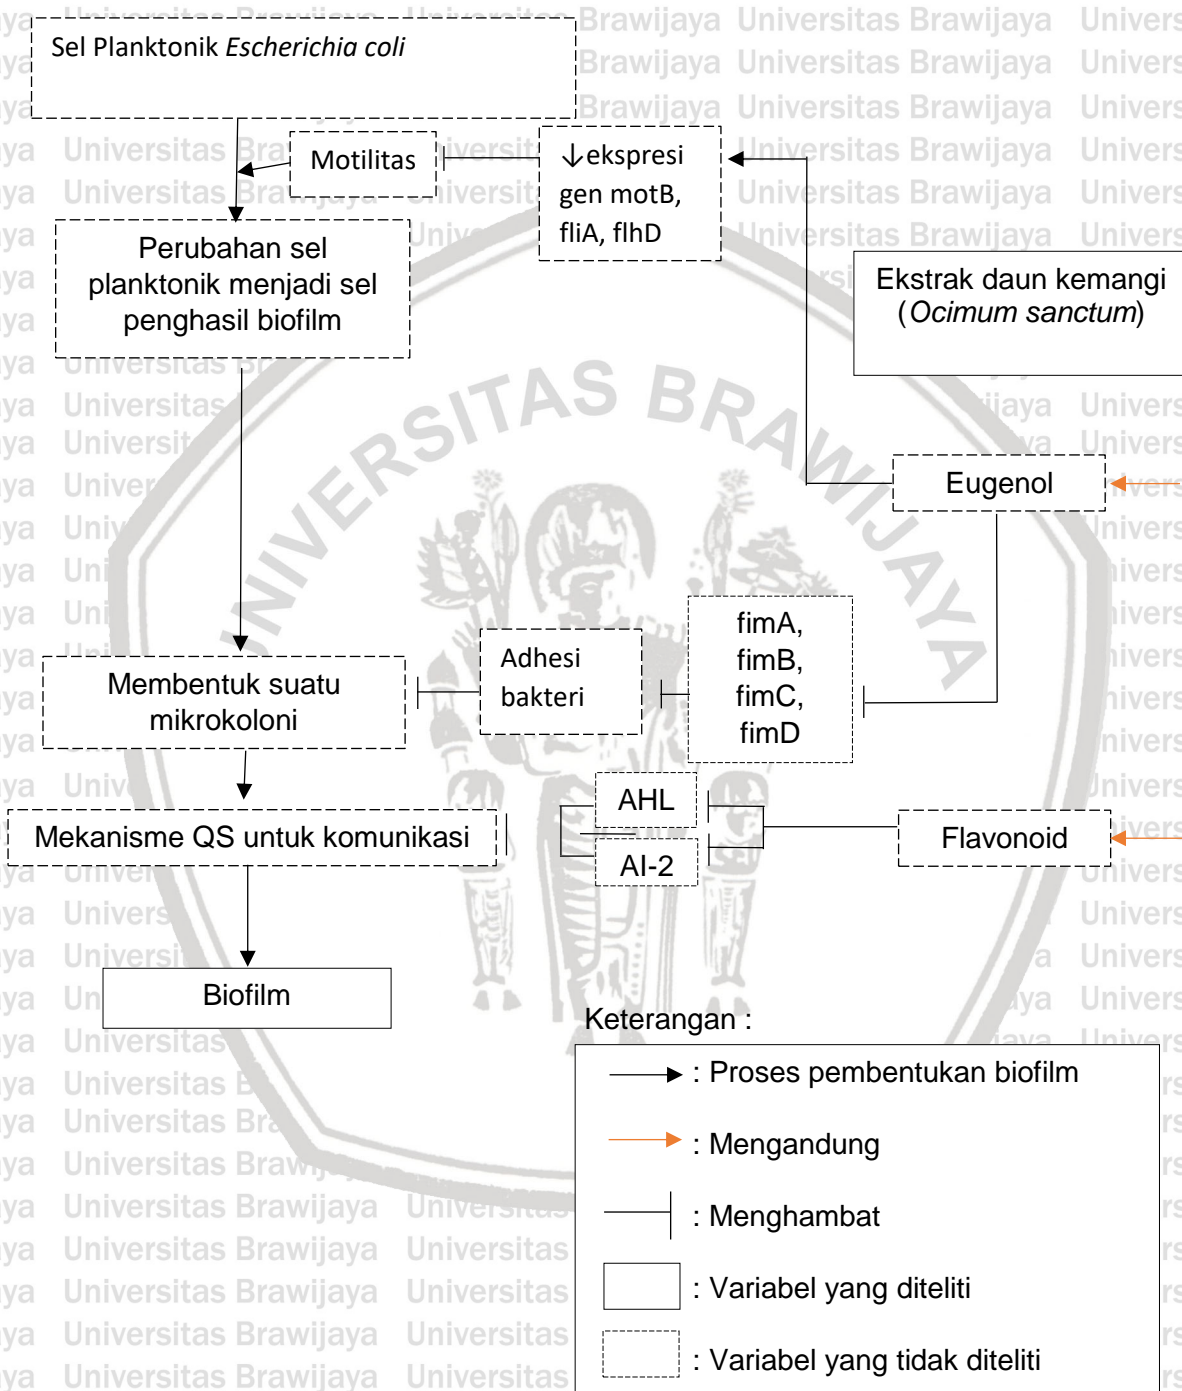 Sel Planktonik Escherichia coli
Motilitas
↓ekspresi
gen motB,
fliA, flhD
Perubahan sel
planktonik menjadi sel
penghasil biofilm
Ekstrak daun kemangi
(Ocimum sanctum)
Eugenol
fimA,
fimB,
fimC,
fimD
Adhesi
bakteri
Membentuk suatu
mikrokoloni
AHL
AI-2
Flavonoid
Mekanisme QS untuk komunikasi
Biofilm
Keterangan :
: Proses pembentukan biofilm
: Mengandung
: Menghambat
: Variabel yang diteliti
: Variabel yang tidak diteliti
UNIVERSITAS BRAWIJAYA